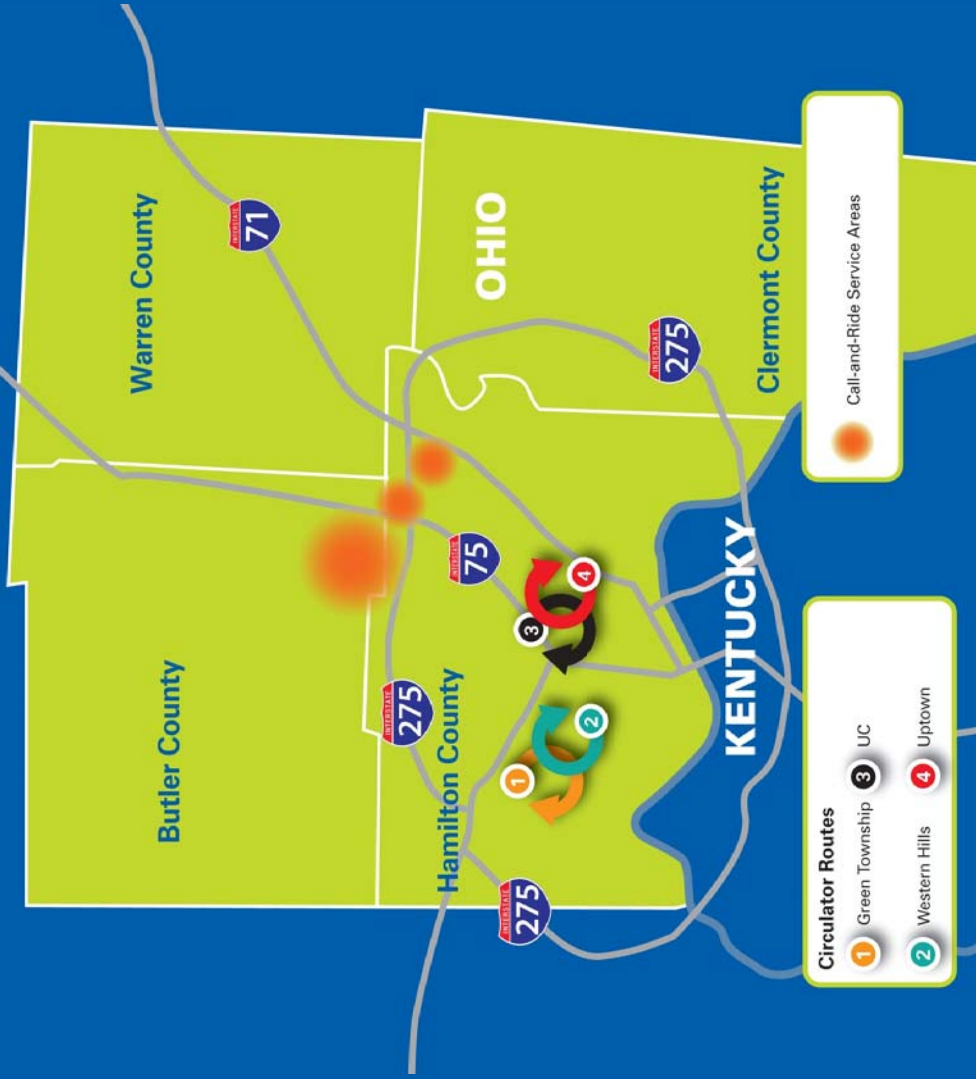 Butler County
Warren County
INTERSTATE
71
INTERSTATE
275
INTERSTATE
75
Hamilton County
OHIO
INTERSTATE
275
3
4
1
2
INTERSTATE
275
KENTUCKY
Clermont County
Circulator Routes
1 Green Township
3 UC
2 Western Hills
4 Uptown
Call-and-Ride Service Areas